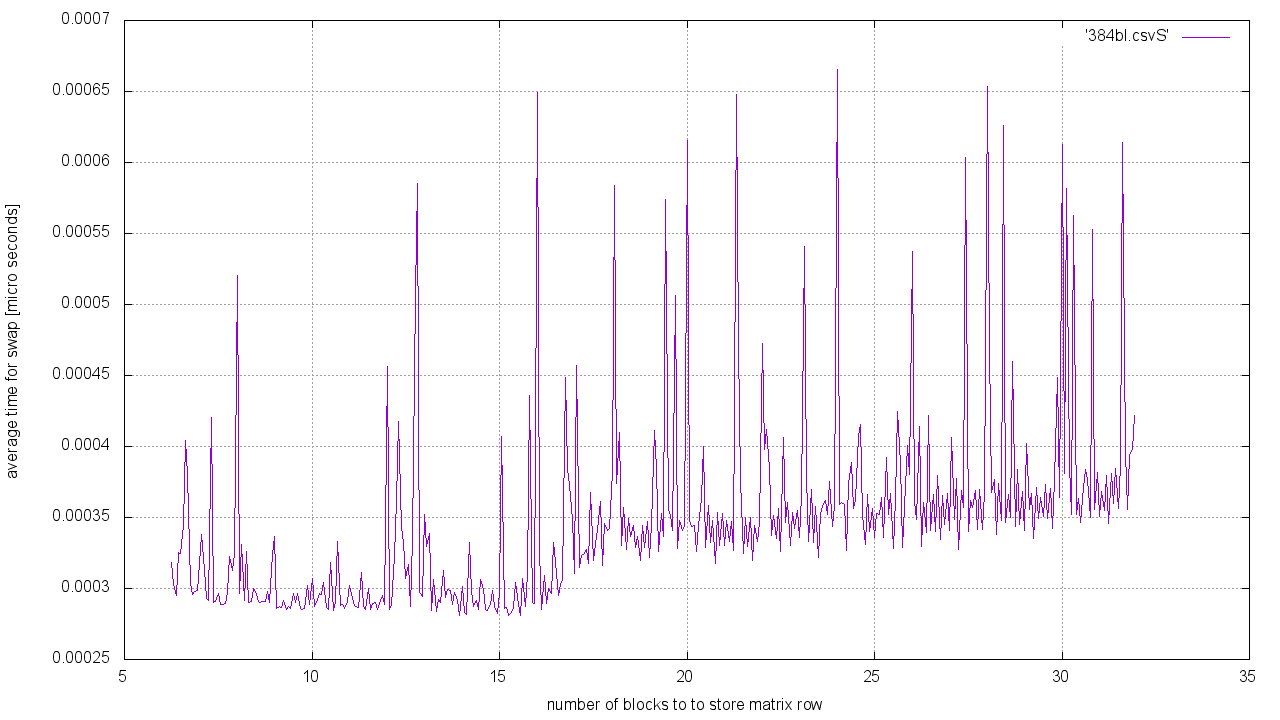 0.0007
'384bl.csvS'
0.00065
0.0006
0.00055
0.0005
0.00045
0.0004
0.00035
0.0003
0.00025
average time for swap [micro seconds]
5 10 15 20 25 30 35
number of blocks to to store matrix row